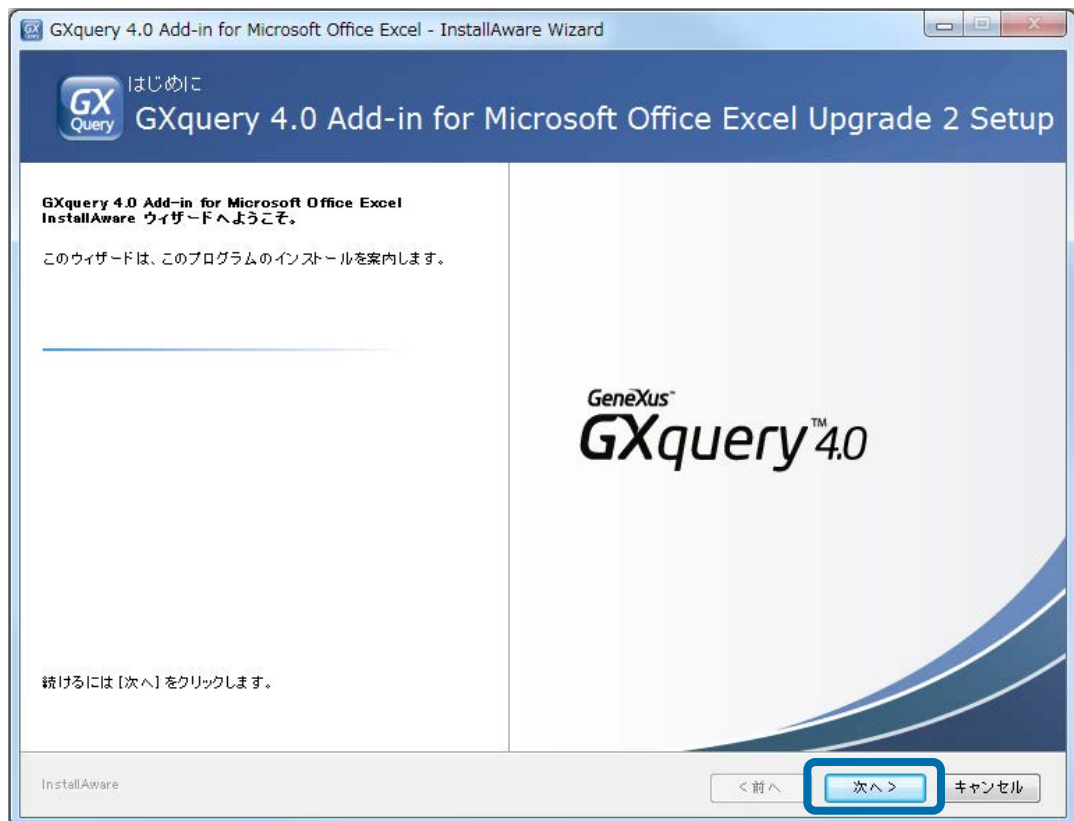 GXquery 4.0 Add-in for Microsoft Office Excel - InstallAware Wizard
はじめに
GX
Query
GXquery 4.0 Add-in for Microsoft Office Excel Upgrade 2 Setup
GXquery 4.0 Add-in for Microsoft Office Excel
InstallAware ウィザードへようこそ。
このウィザードは、このプログラムのインストールを案内します。
GeneXus™
GXquery™4.0
続けるには [次へ] をクリックします。
InstallAware
< 前へ
次へ >
キャンセル